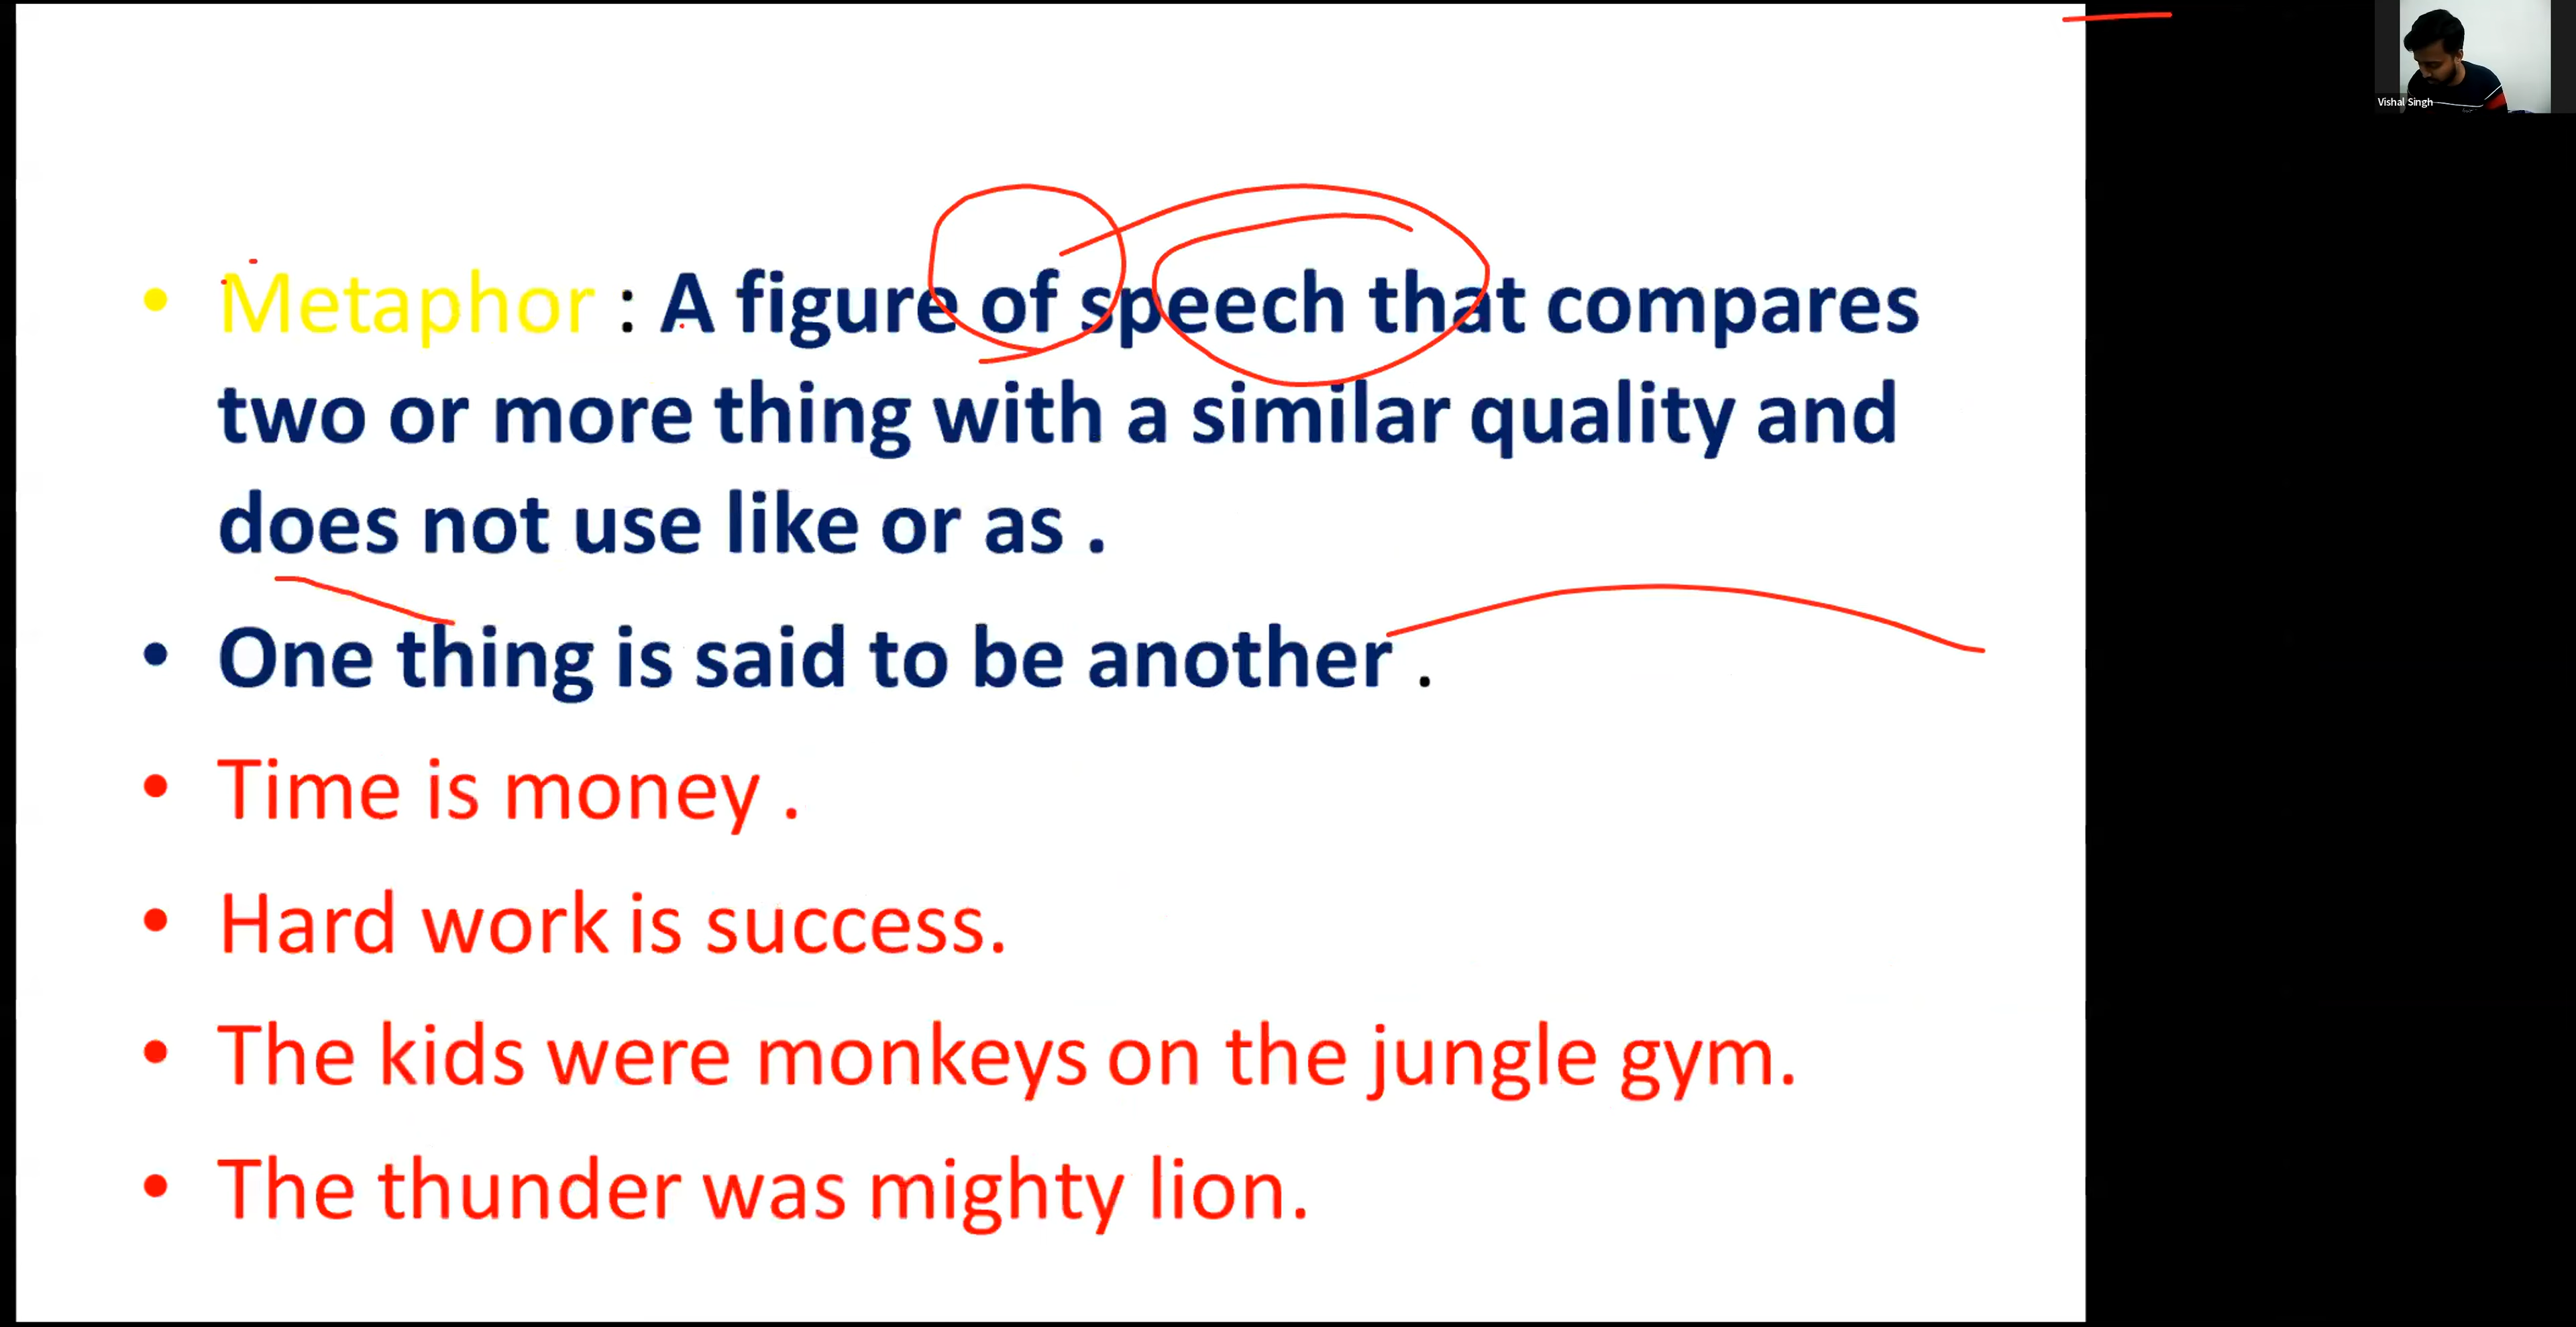 Vishal Singh
• Metaphor : A figure of speech that compares
two or more thing with a similar quality and
does not use like or as .
• One thing is said to be another .
• Time is money .
• Hard work is success.
• The kids were monkeys on the jungle gym.
• The thunder was mighty lion.